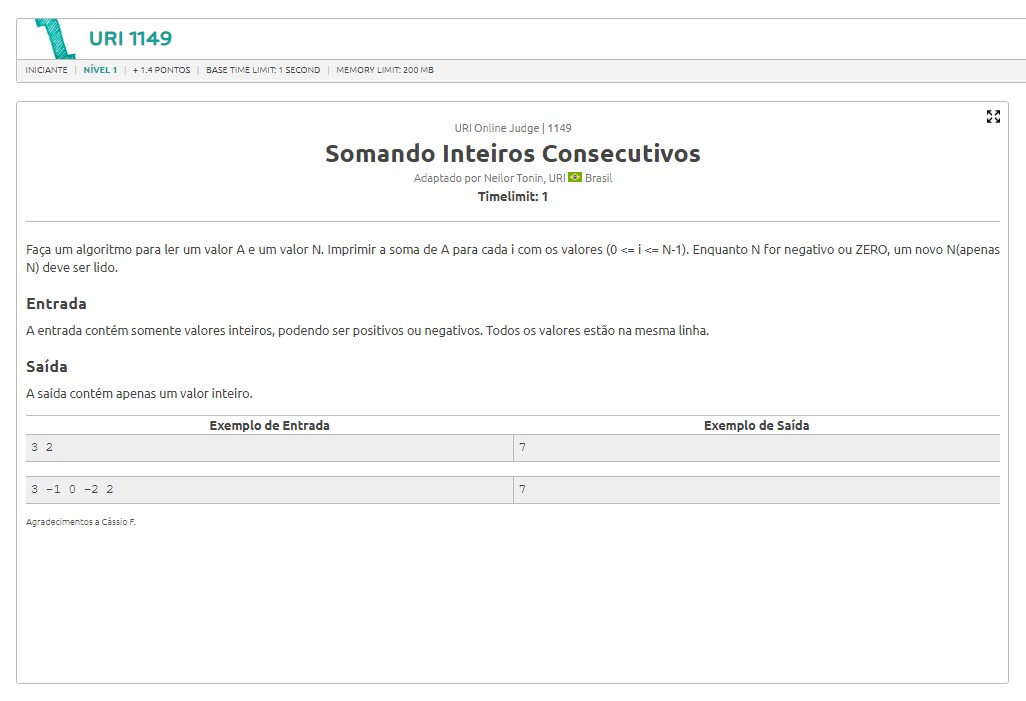 URI 1149
INICIANTE | NÍVEL 1 | + 1.4 PONTOS | BASE TIME LIMIT: 1 SECOND | MEMORY LIMIT: 200 MB
URI Online Judge | 1149
Somando Inteiros Consecutivos
Adaptado por Neilor Tonin, URI Brasil
Timelimit: 1
Faça um algoritmo para ler um valor A e um valor N. Imprimir a soma de A para cada i com os valores (0 <= i <= N-1). Enquanto N for negativo ou ZERO, um novo N(apenas
N) deve ser lido.
Entrada
A entrada contém somente valores inteiros, podendo ser positivos ou negativos. Todos os valores estão na mesma linha.
Saída
A saída contém apenas um valor inteiro.
Exemplo de Entrada Exemplo de Saída
3 2 7
3 -1 0 -2 2 7
Agradecimentos a Cássio F.